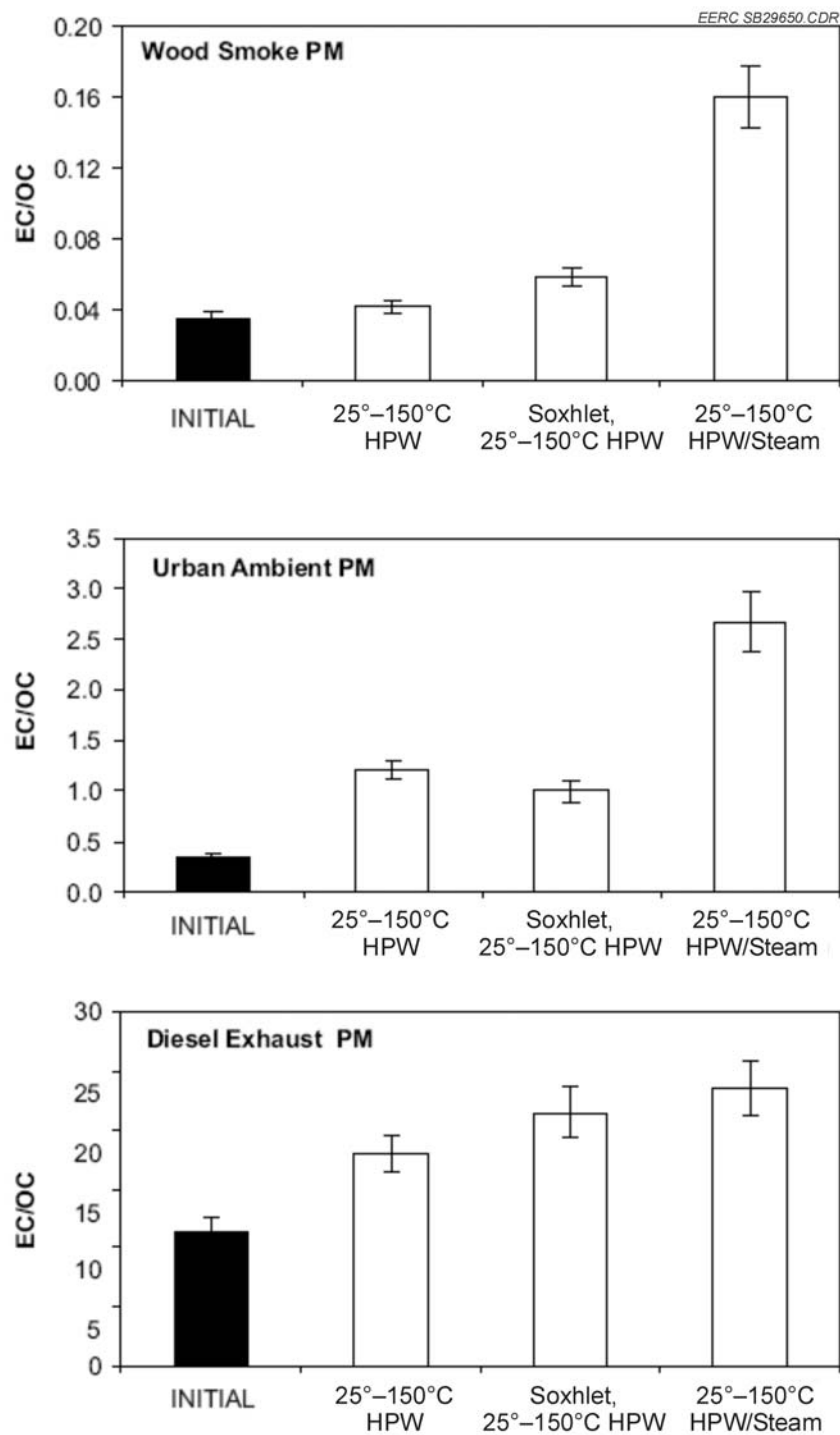 EERC SB29650.CDR
Wood Smoke PM
EC/OC
0.20
0.16
0.12
0.08
0.04
0.00
INITIAL
25°–150°C
HPW
Soxhlet,
25°–150°C HPW
25°–150°C
HPW/Steam
Urban Ambient PM
EC/OC
3.5
3.0
2.5
2.0
1.5
1.0
0.5
0.0
INITIAL
25°–150°C
HPW
Soxhlet,
25°–150°C HPW
25°–150°C
HPW/Steam
Diesel Exhaust PM
EC/OC
30
25
20
15
10
5
0
INITIAL
25°–150°C
HPW
Soxhlet,
25°–150°C HPW
25°–150°C
HPW/Steam